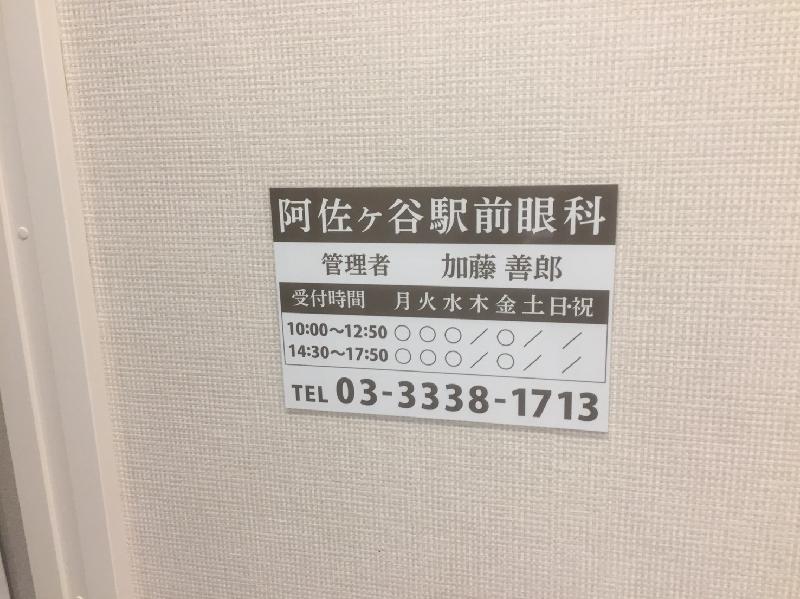 阿佐ヶ谷駅前眼科
管理者 加藤 善郎
受付時間 月 火 水 木 金 土 日・祝
10:00〜12:50 ○ ○ ○ ／ ○ ／ ／
14:30〜17:50 ○ ○ ○ ／ ○ ／ ／
TEL 03-3338-1713